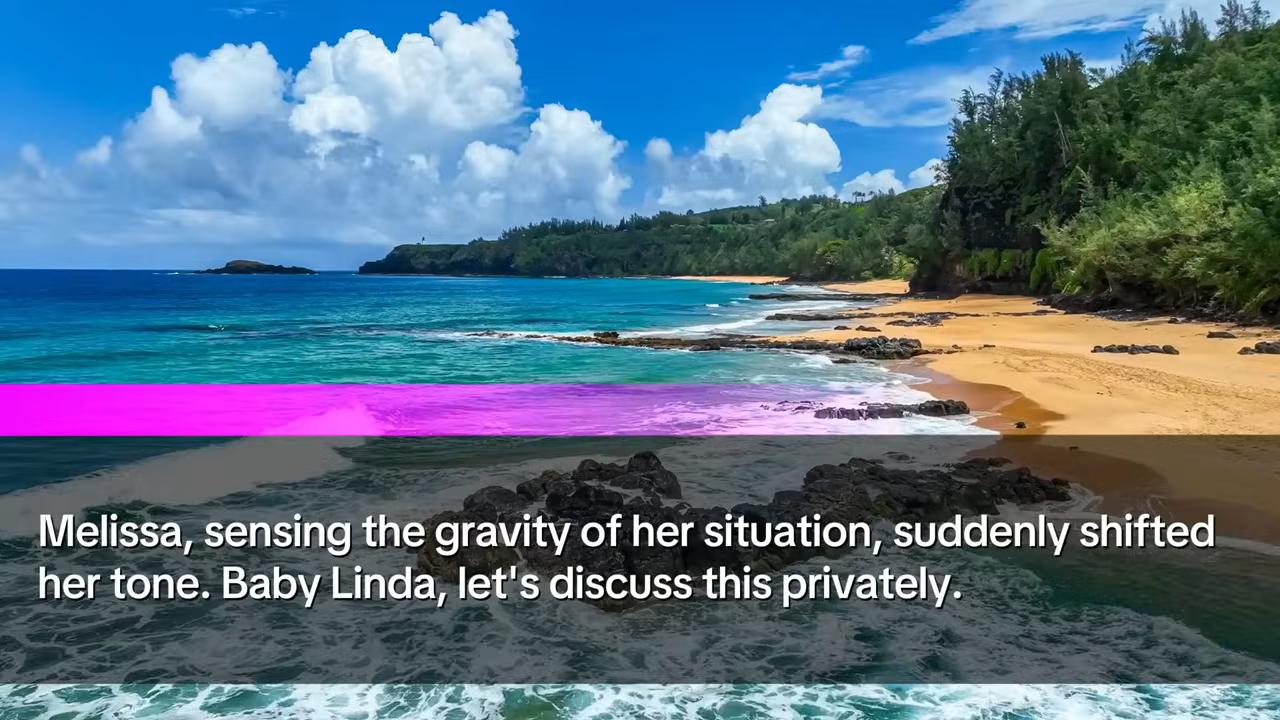 Melissa, sensing the gravity of her situation, suddenly shifted
her tone. Baby Linda, let's discuss this privately.